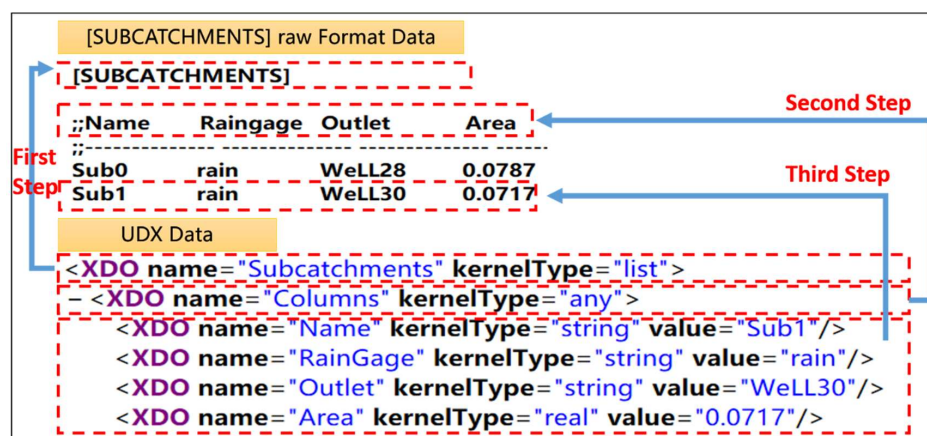 [SUBCATCHMENTS] raw Format Data
[SUBCATCHMENTS]
Second Step
;;Name Raingage Outlet Area
;;-------------- -------------- -------------- ------
First Step
Sub0 rain WeLL28 0.0787
Sub1 rain WeLL30 0.0717
Third Step
UDX Data
<XDO name="Subcatchments" kernelType="list">
– <XDO name="Columns" kernelType="any">
<XDO name="Name" kernelType="string" value="Sub1"/>
<XDO name="RainGage" kernelType="string" value="rain"/>
<XDO name="Outlet" kernelType="string" value="WeLL30"/>
<XDO name="Area" kernelType="real" value="0.0717"/>